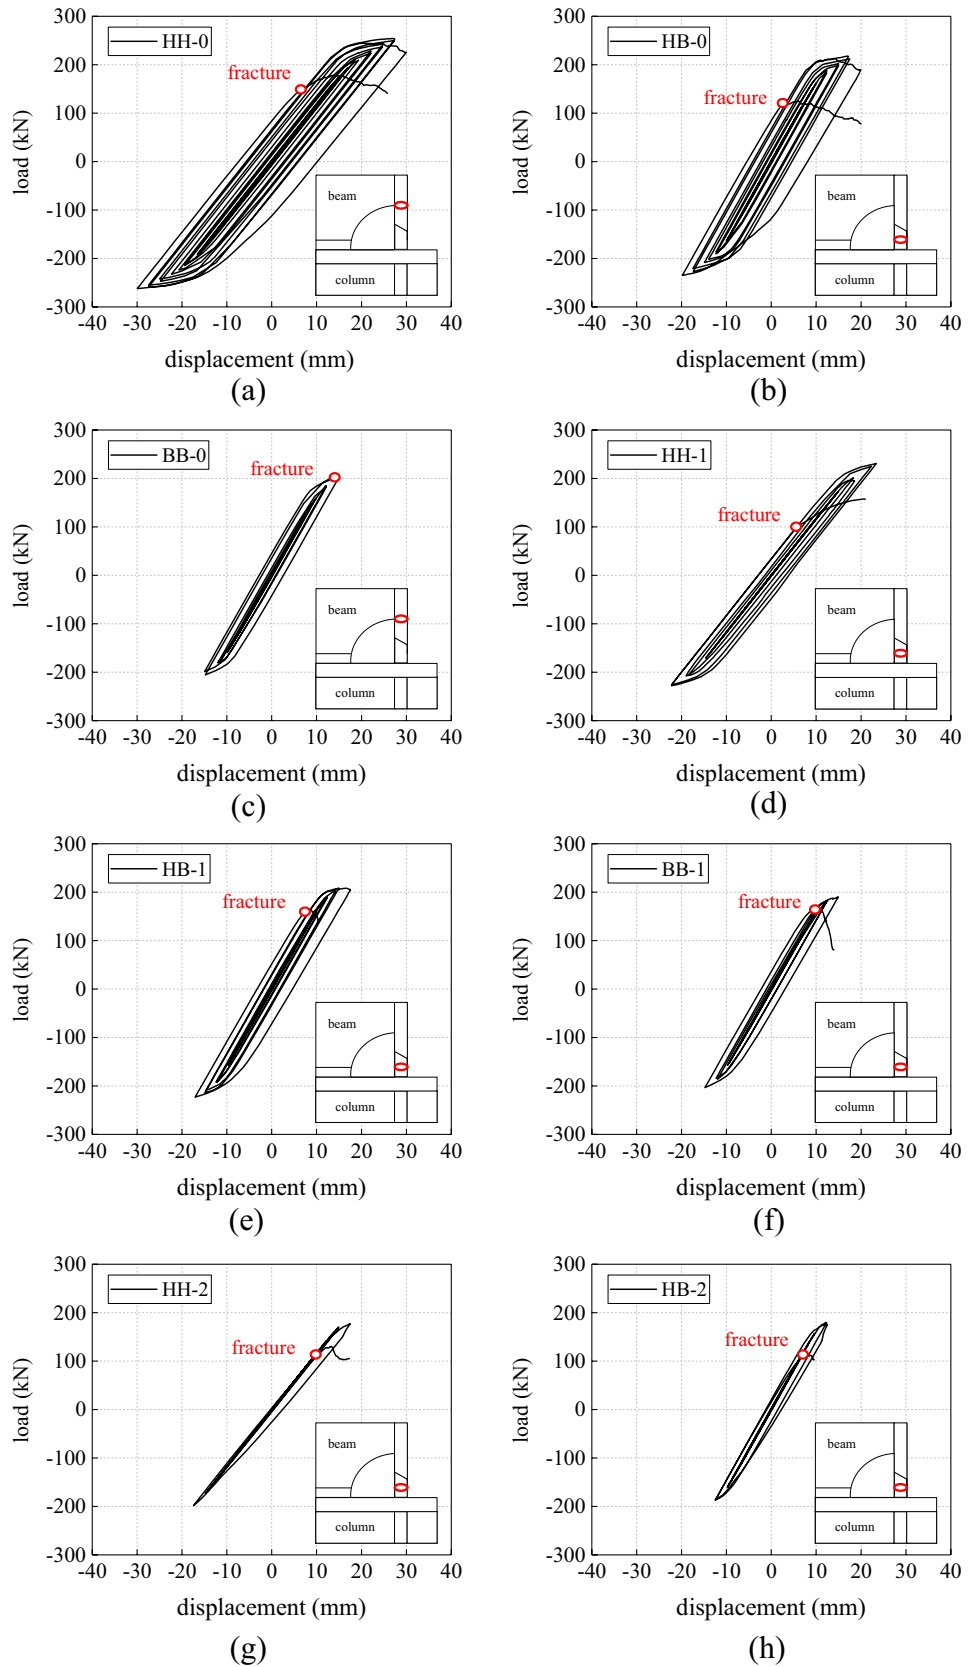 300
200
100
0
-100
-200
-300
load (kN)
HH-0
fracture
beam
column
-40 -30 -20 -10 0 10 20 30 40
displacement (mm)
(a)
300
200
100
0
-100
-200
-300
load (kN)
HB-0
fracture
beam
column
-40 -30 -20 -10 0 10 20 30 40
displacement (mm)
(b)
300
200
100
0
-100
-200
-300
load (kN)
BB-0
fracture
beam
column
-40 -30 -20 -10 0 10 20 30 40
displacement (mm)
(c)
300
200
100
0
-100
-200
-300
load (kN)
HH-1
fracture
beam
column
-40 -30 -20 -10 0 10 20 30 40
displacement (mm)
(d)
300
200
100
0
-100
-200
-300
load (kN)
HB-1
fracture
beam
column
-40 -30 -20 -10 0 10 20 30 40
displacement (mm)
(e)
300
200
100
0
-100
-200
-300
load (kN)
BB-1
fracture
beam
column
-40 -30 -20 -10 0 10 20 30 40
displacement (mm)
(f)
300
200
100
0
-100
-200
-300
load (kN)
HH-2
fracture
beam
column
-40 -30 -20 -10 0 10 20 30 40
displacement (mm)
(g)
300
200
100
0
-100
-200
-300
load (kN)
HB-2
fracture
beam
column
-40 -30 -20 -10 0 10 20 30 40
displacement (mm)
(h)